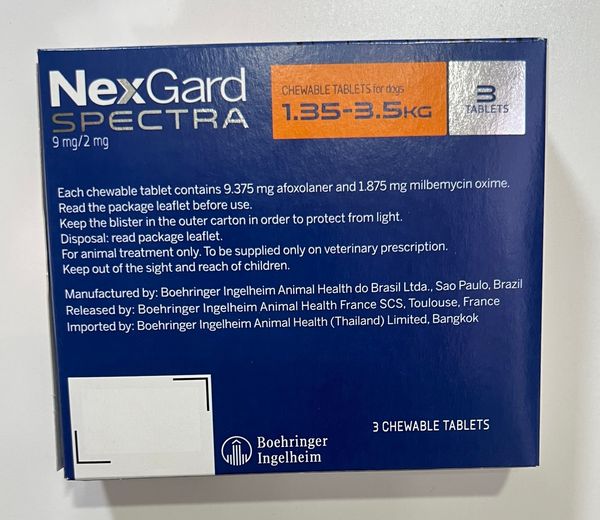 NexGard
SPECTRA
9 mg/2 mg
CHEWABLE TABLETS for dogs
1.35-3.5KG
3
TABLETS
Each chewable tablet contains 9.375 mg afoxolaner and 1.875 mg milbemycin oxime.
Read the package leaflet before use.
Keep the blister in the outer carton in order to protect from light.
Disposal: read package leaflet.
For animal treatment only. To be supplied only on veterinary prescription.
Keep out of the sight and reach of children.
Manufactured by: Boehringer Ingelheim Animal Health do Brasil Ltda., Sao Paulo, Brazil
Released by: Boehringer Ingelheim Animal Health France SCS, Toulouse, France
Imported by: Boehringer Ingelheim Animal Health (Thailand) Limited, Bangkok
3 CHEWABLE TABLETS
Boehringer
Ingelheim